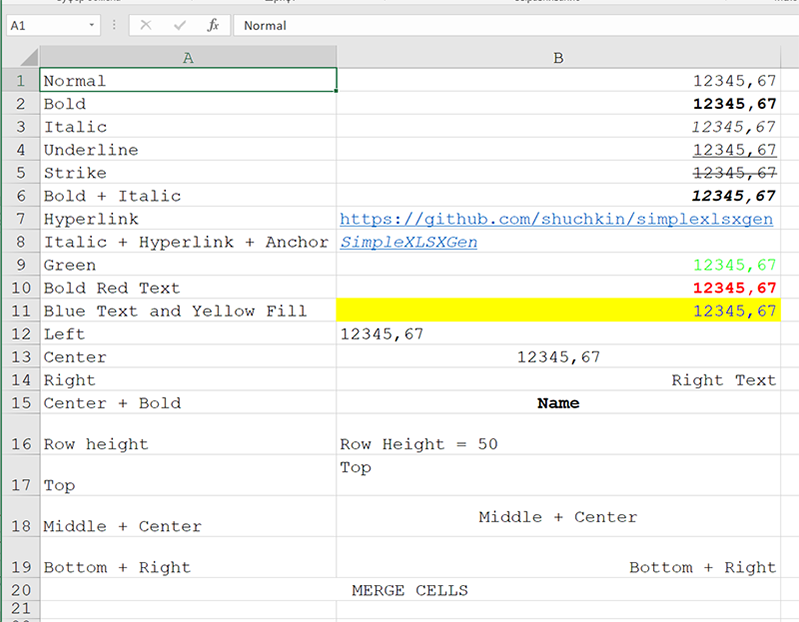 A1 fx Normal
A B
1 Normal 12345,67
2 Bold 12345,67
3 Italic 12345,67
4 Underline 12345,67
5 Strike 12345,67
6 Bold + Italic 12345,67
7 Hyperlink https://github.com/shuchkin/simplexlsxgen
8 Italic + Hyperlink + Anchor SimpleXLSXGen
9 Green 12345,67
10 Bold Red Text 12345,67
11 Blue Text and Yellow Fill 12345,67
12 Left 12345,67
13 Center 12345,67
14 Right Right Text
15 Center + Bold Name
16 Row height Row Height = 50
17 Top Top
18 Middle + Center Middle + Center
19 Bottom + Right Bottom + Right
20 MERGE CELLS
21